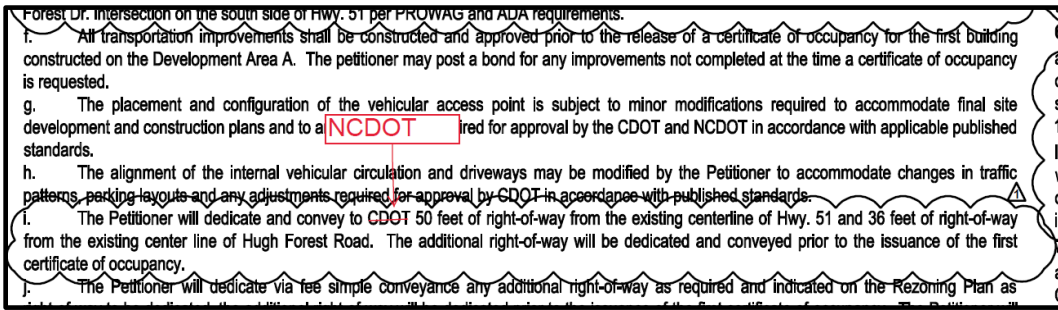 Forest Dr. intersection on the south side of Hwy. 51 per PROWAG and ADA requirements.
f. All transportation improvements shall be constructed and approved prior to the release of a certificate of occupancy for the first building
constructed on the Development Area A. The petitioner may post a bond for any improvements not completed at the time a certificate of occupancy
is requested.
g. The placement and configuration of the vehicular access point is subject to minor modifications required to accommodate final site
development and construction plans and to a NCDOT ired for approval by the CDOT and NCDOT in accordance with applicable published
standards.
h. The alignment of the internal vehicular circulation and driveways may be modified by the Petitioner to accommodate changes in traffic
patterns, parking layouts and any adjustments required for approval by CDOT in accordance with published standards.
i. The Petitioner will dedicate and convey to CDOT 50 feet of right-of-way from the existing centerline of Hwy. 51 and 36 feet of right-of-way
from the existing center line of Hugh Forest Road. The additional right-of-way will be dedicated and conveyed prior to the issuance of the first
certificate of occupancy.
j. The Petitioner will dedicate via fee simple conveyance any additional right-of-way as required and indicated on the Rezoning Plan as